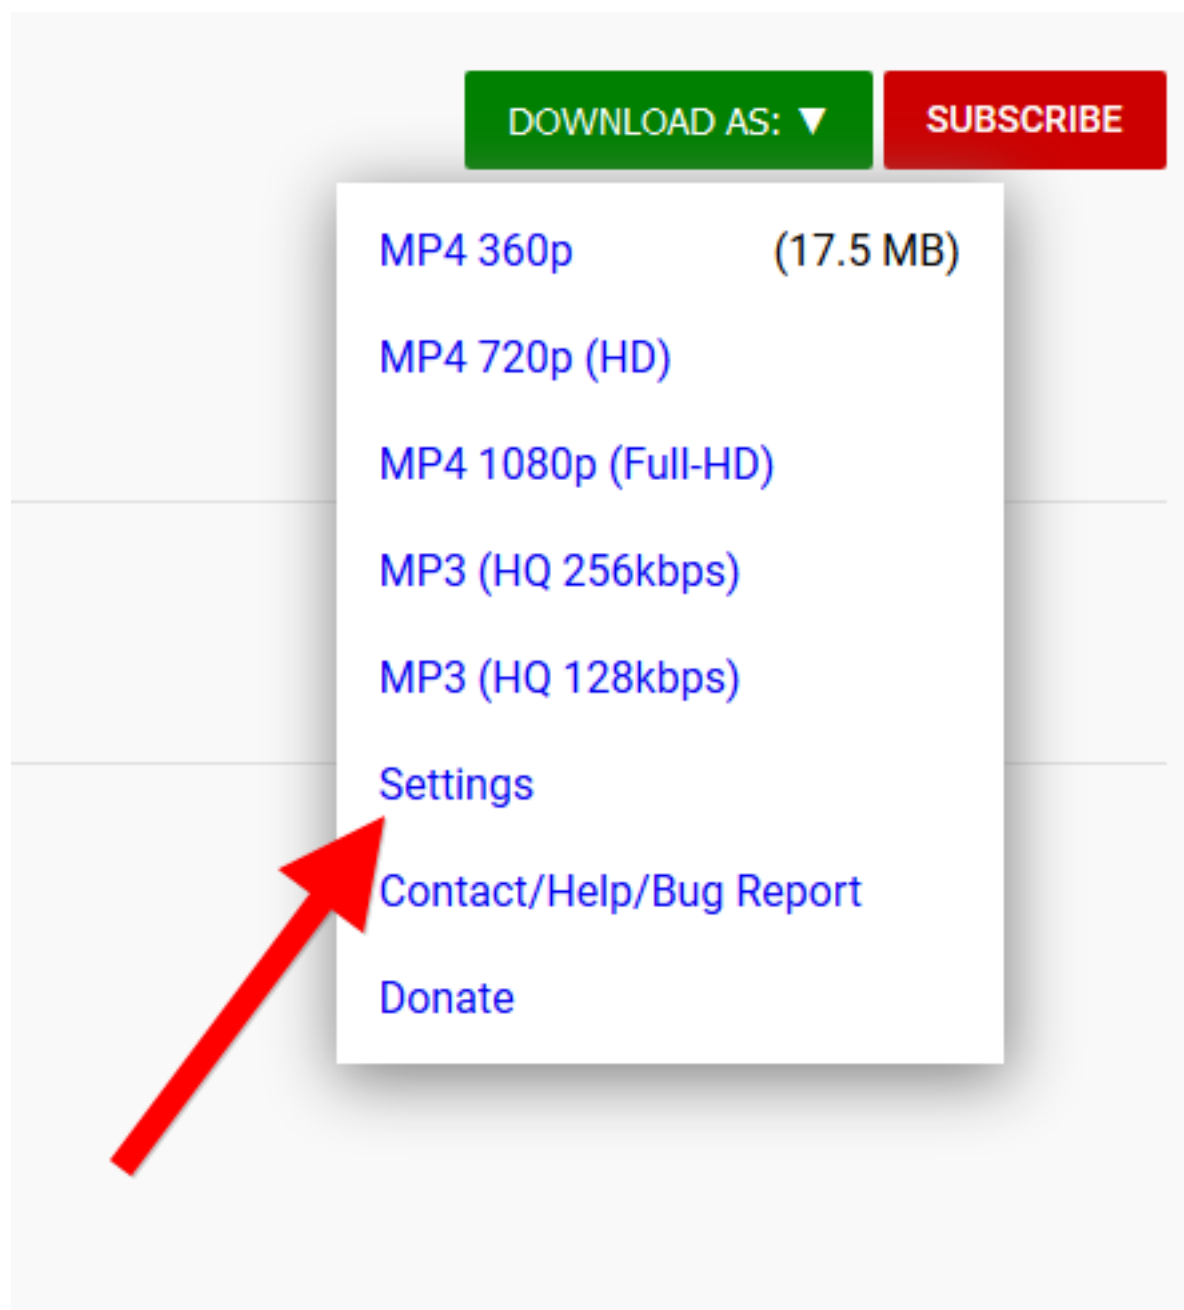 DOWNLOAD AS: ▼ SUBSCRIBE
MP4 360p (17.5 MB)
MP4 720p (HD)
MP4 1080p (Full-HD)
MP3 (HQ 256kbps)
MP3 (HQ 128kbps)
Settings
Contact/Help/Bug Report
Donate